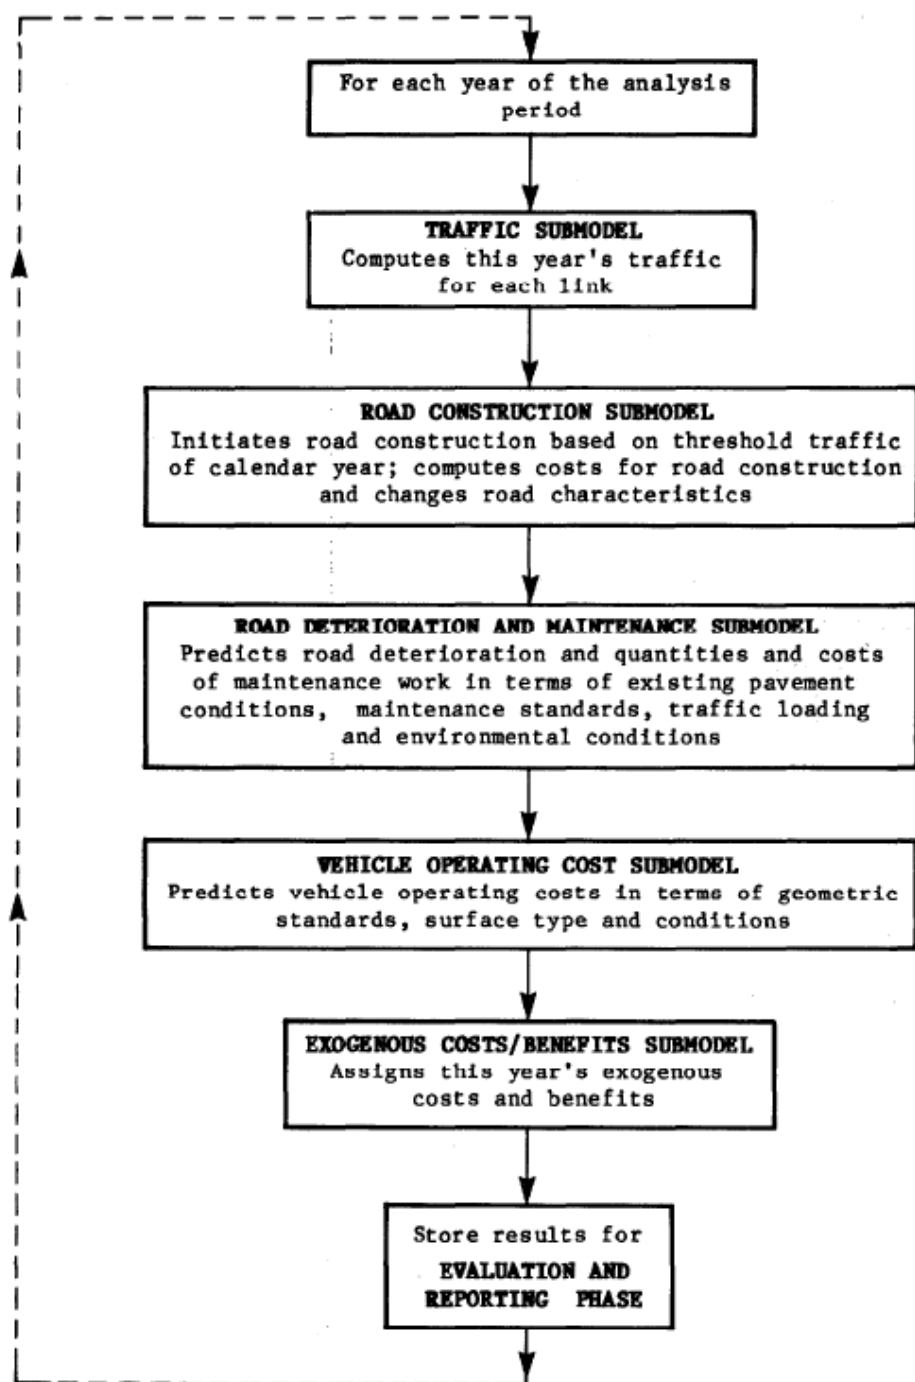 For each year of the analysis
period
TRAFFIC SUBMODEL
Computes this year's traffic
for each link
ROAD CONSTRUCTION SUBMODEL
Initiates road construction based on threshold traffic
of calendar year; computes costs for road construction
and changes road characteristics
ROAD DETERIORATION AND MAINTENANCE SUBMODEL
Predicts road deterioration and quantities and costs
of maintenance work in terms of existing pavement
conditions, maintenance standards, traffic loading
and environmental conditions
VEHICLE OPERATING COST SUBMODEL
Predicts vehicle operating costs in terms of geometric
standards, surface type and conditions
EXOGENOUS COSTS/BENEFITS SUBMODEL
Assigns this year's exogenous
costs and benefits
Store results for
EVALUATION AND
REPORTING PHASE